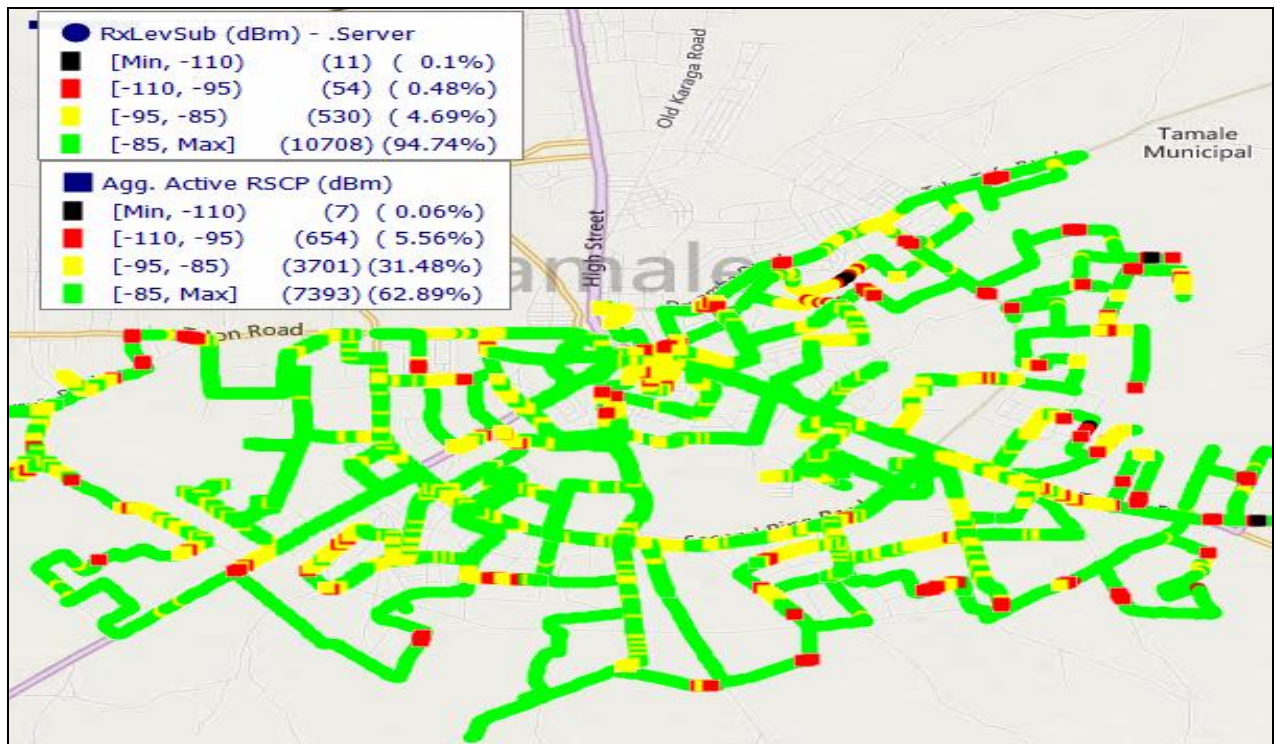 RxLevSub (dBm) - .Server
[Min, -110) (11) ( 0.1%)
[-110, -95) (54) ( 0.48%)
[-95, -85) (530) ( 4.69%)
[-85, Max] (10708) (94.74%)
Agg. Active RSCP (dBm)
[Min, -110) (7) ( 0.06%)
[-110, -95) (654) ( 5.56%)
[-95, -85) (3701) (31.48%)
[-85, Max] (7393) (62.89%)
Old Karaga Road
Tamale
Municipal
High Street
amale
on Road
Road